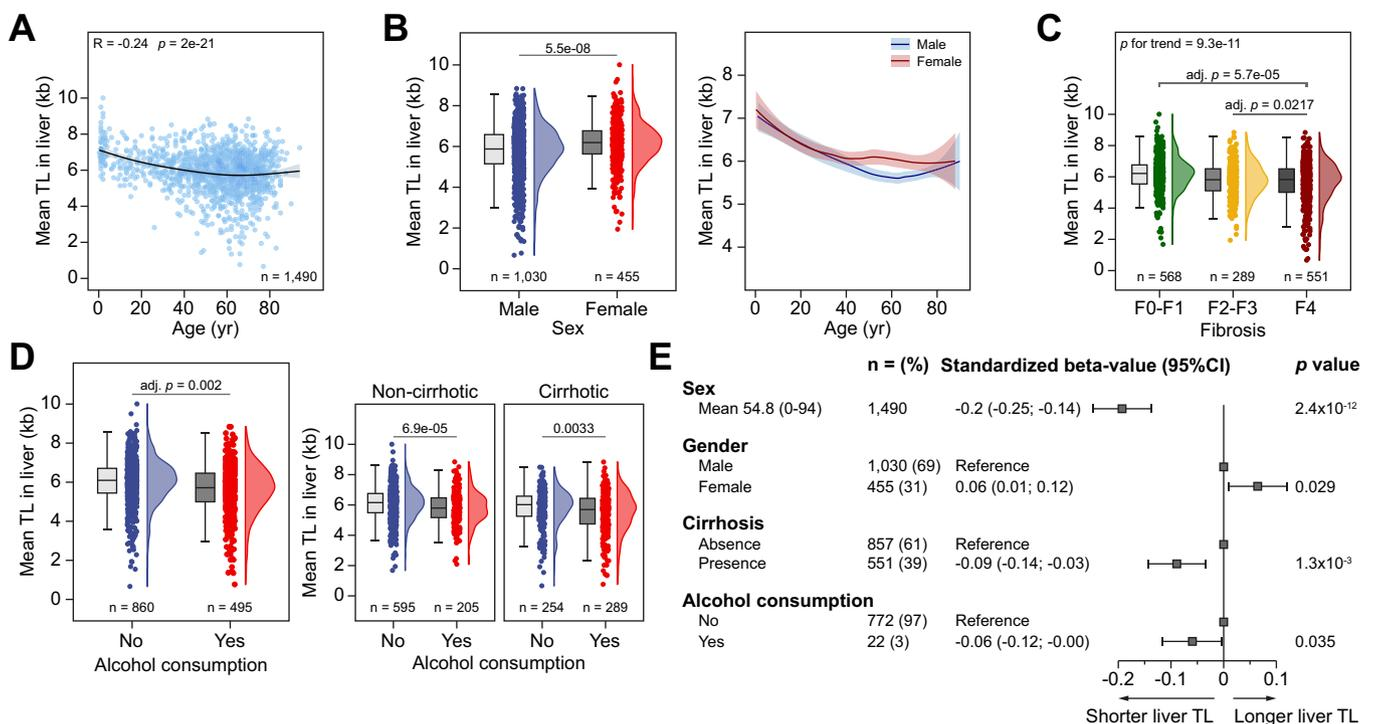 A
R = -0.24 p = 2e-21
Mean TL in liver (kb)
10
8
6
4
2
0
n = 1,490
0 20 40 60 80
Age (yr)
B
5.5e-08
Mean TL in liver (kb)
10
8
6
4
2
0
n = 1,030 n = 455
Male Female
Sex
Male
Female
Mean TL in liver (kb)
8
7
6
5
4
0 20 40 60 80
Age (yr)
C
p for trend = 9.3e-11
adj. p = 5.7e-05
adj. p = 0.0217
Mean TL in liver (kb)
10
8
6
4
2
0
n = 568 n = 289 n = 551
F0-F1 F2-F3 F4
Fibrosis
D
adj. p = 0.002
Mean TL in liver (kb)
10
8
6
4
2
0
n = 860 n = 495
No Yes
Alcohol consumption
Non-cirrhotic Cirrhotic
6.9e-05 0.0033
Mean TL in liver (kb)
10
8
6
4
2
0
n = 595 n = 205 n = 254 n = 289
No Yes No Yes
Alcohol consumption
E
n = (%) Standardized beta-value (95%CI) p value
Sex
Mean 54.8 (0-94) 1,490 -0.2 (-0.25; -0.14) 2.4x10-12
Gender
Male 1,030 (69) Reference
Female 455 (31) 0.06 (0.01; 0.12) 0.029
Cirrhosis
Absence 857 (61) Reference
Presence 551 (39) -0.09 (-0.14; -0.03) 1.3x10-3
Alcohol consumption
No 772 (97) Reference
Yes 22 (3) -0.06 (-0.12; -0.00) 0.035
-0.2 -0.1 0 0.1
Shorter liver TL Longer liver TL